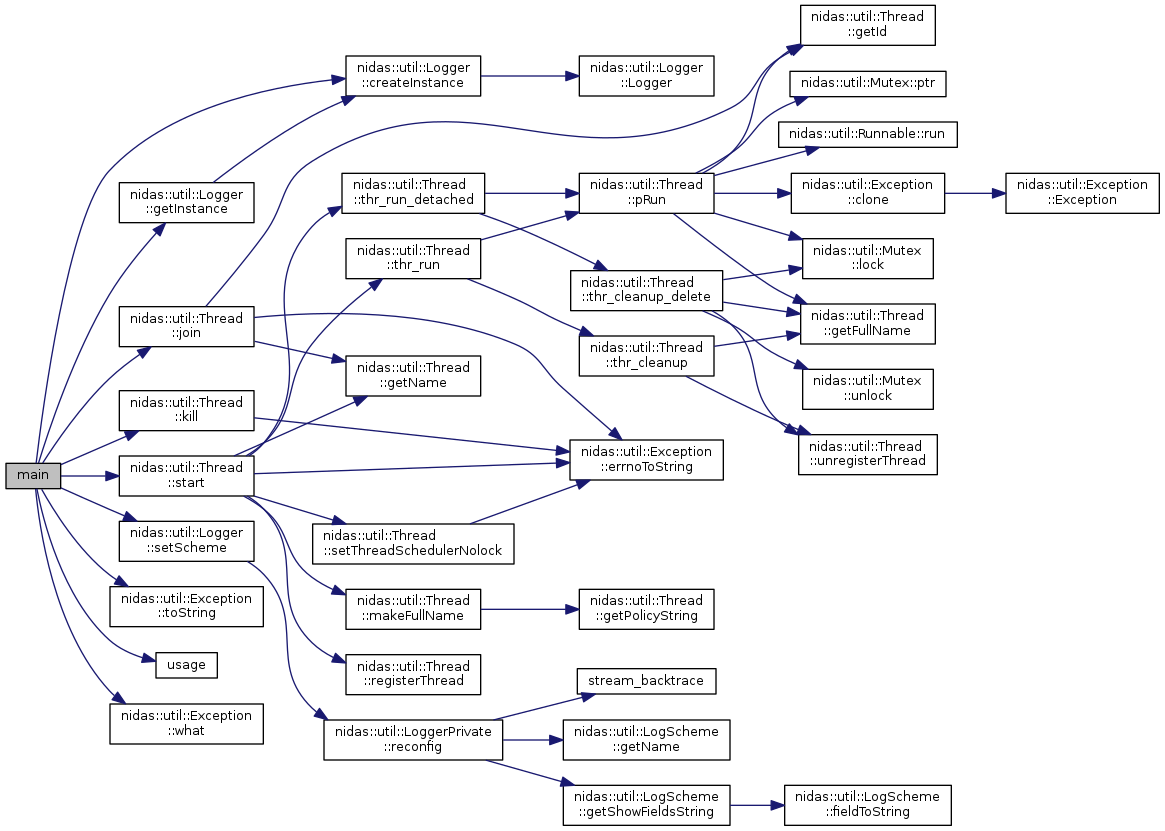 main
nidas::util::Logger
::createInstance
nidas::util::Logger
::getInstance
nidas::util::Thread
::join
nidas::util::Thread
::kill
nidas::util::Thread
::start
nidas::util::Logger
::setScheme
nidas::util::Exception
::toString
usage
nidas::util::Exception
::what
nidas::util::Logger
::Logger
nidas::util::Thread
::thr_run_detached
nidas::util::Thread
::thr_run
nidas::util::Thread
::getName
nidas::util::Thread
::setThreadSchedulerNolock
nidas::util::Thread
::makeFullName
nidas::util::Thread
::registerThread
nidas::util::LoggerPrivate
::reconfig
nidas::util::Thread
::pRun
nidas::util::Thread
::thr_cleanup_delete
nidas::util::Thread
::thr_cleanup
nidas::util::Exception
::errnoToString
nidas::util::Thread
::getPolicyString
stream_backtrace
nidas::util::LogScheme
::getName
nidas::util::LogScheme
::getShowFieldsString
nidas::util::Thread
::getId
nidas::util::Mutex::ptr
nidas::util::Runnable::run
nidas::util::Exception
::clone
nidas::util::Mutex
::lock
nidas::util::Thread
::getFullName
nidas::util::Mutex
::unlock
nidas::util::Thread
::unregisterThread
nidas::util::LogScheme
::fieldToString
nidas::util::Exception
::Exception